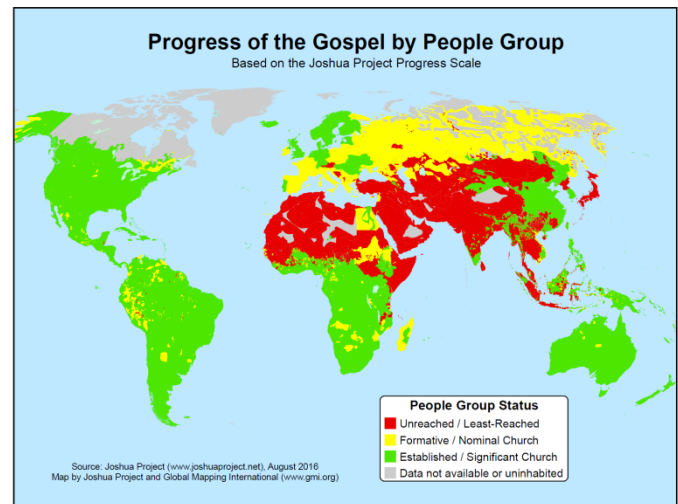 Progress of the Gospel by People Group
Based on the Joshua Project Progress Scale
People Group Status
Unreached / Least-Reached
Formative / Nominal Church
Established / Significant Church
Data not available or uninhabited
Source: Joshua Project (www.joshuaproject.net), August 2016
Map by Joshua Project and Global Mapping International (www.gmi.org)